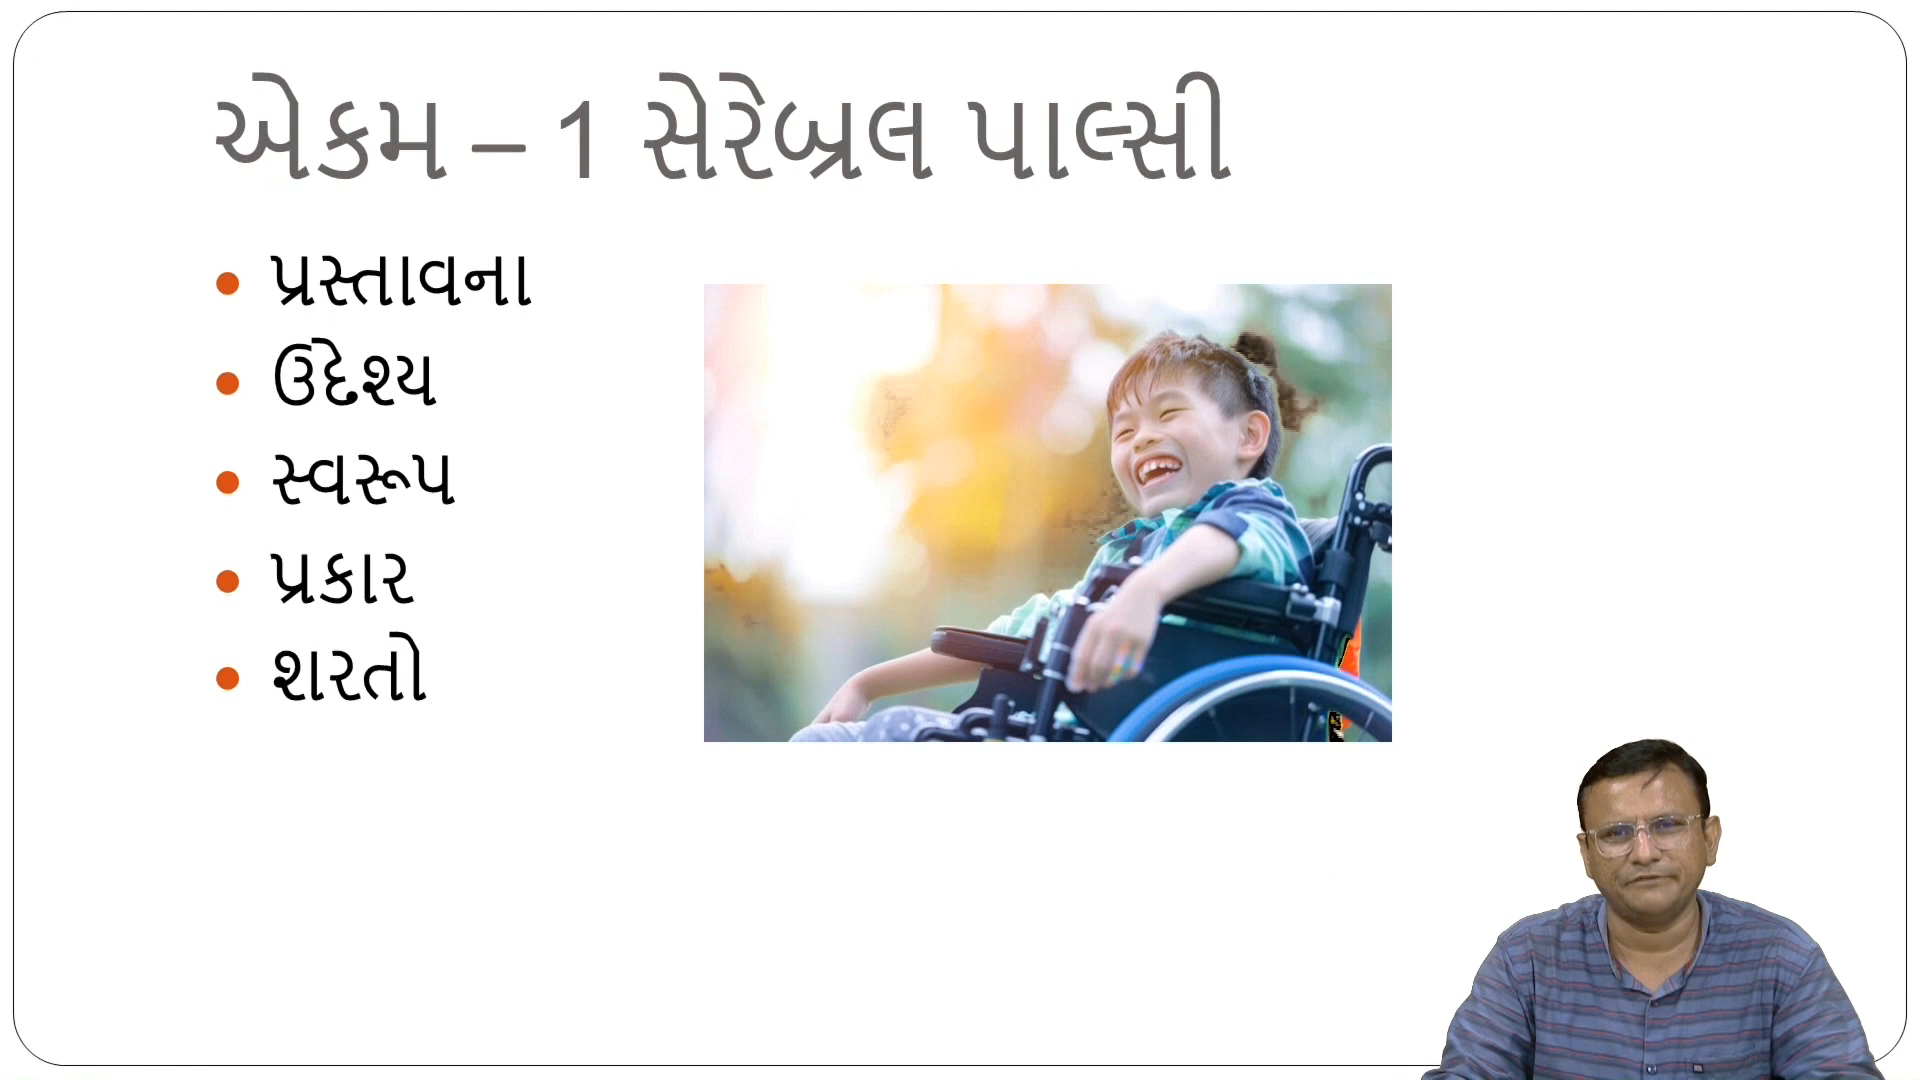 એકમ – 1 સેરેબ્રલ પાલ્સી
• પ્રસ્તાવના
• ઉદેશ્ય
• સ્વરૂપ
• પ્રકાર
• શરતો